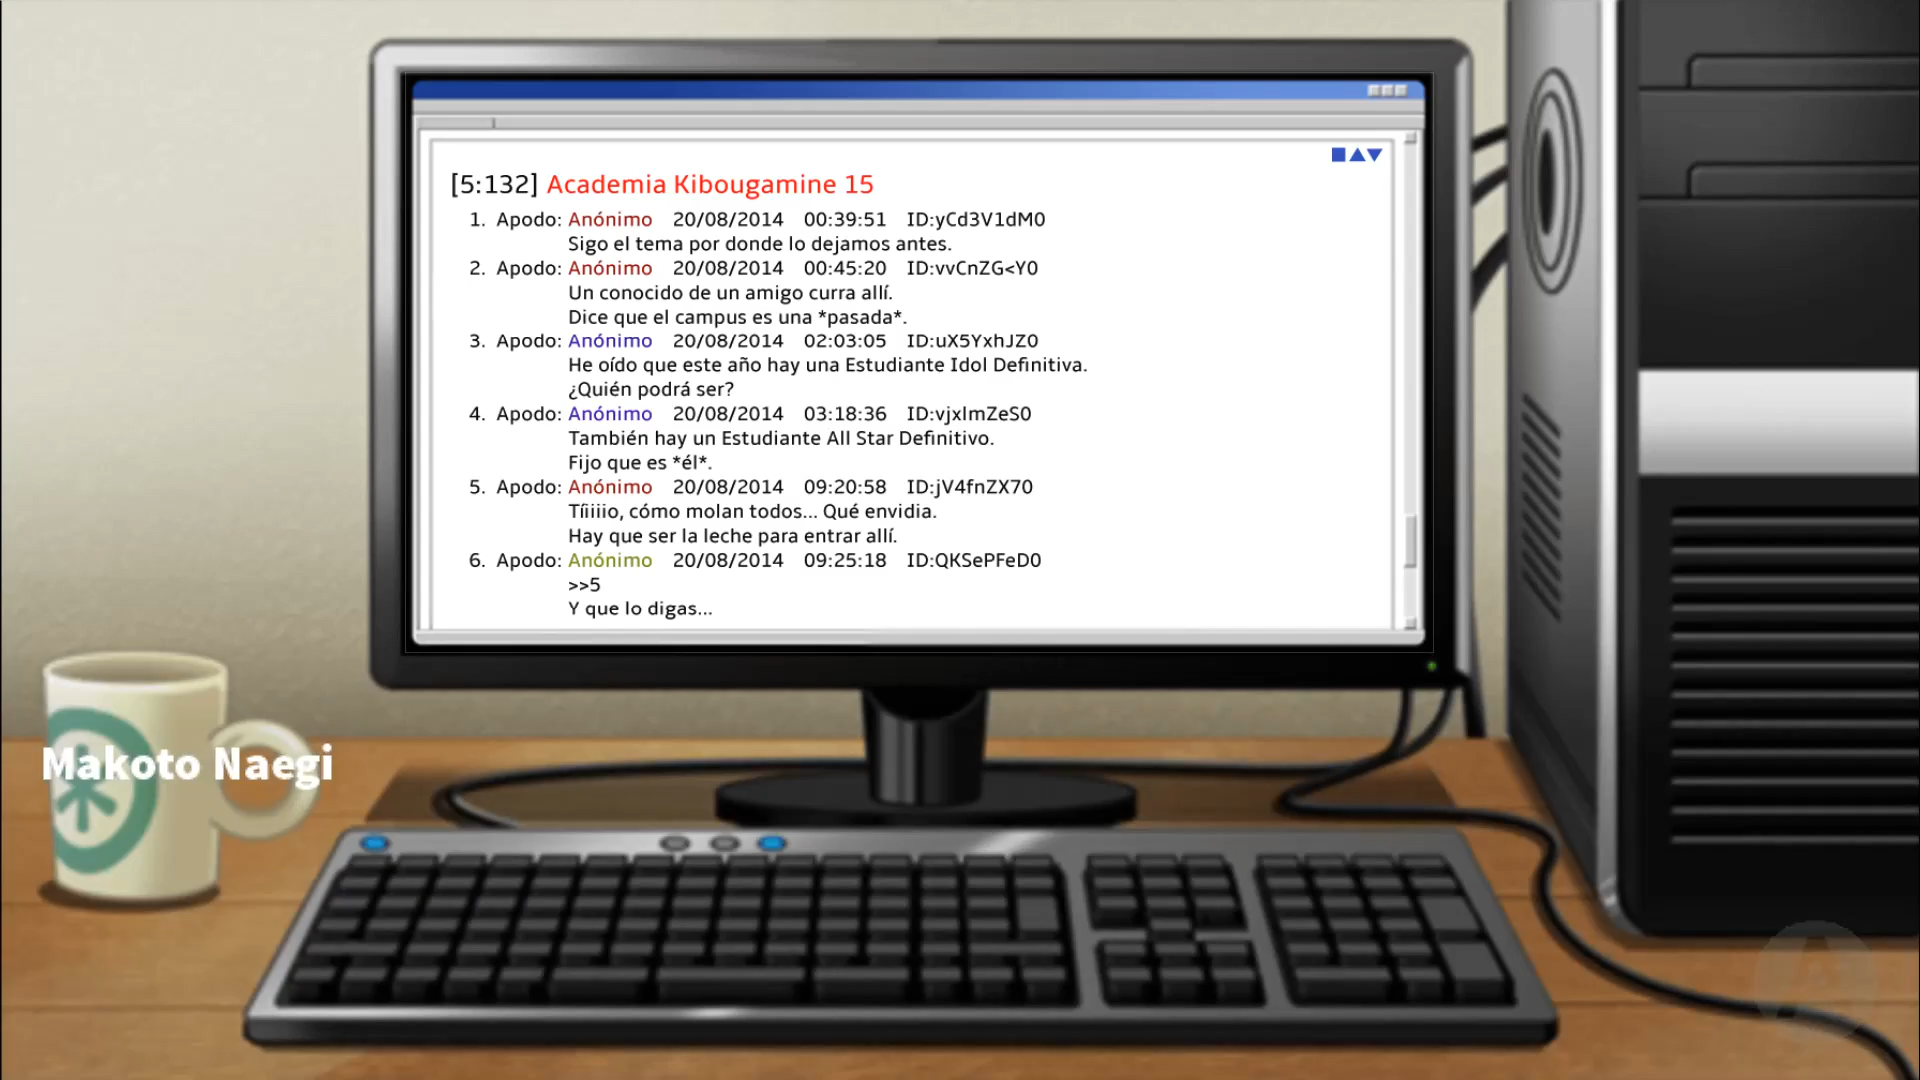 [5:132] Academia Kibougamine 15
1. Apodo: Anónimo 20/08/2014 00:39:51 ID:yCd3V1dM0
Sigo el tema por donde lo dejamos antes.
2. Apodo: Anónimo 20/08/2014 00:45:20 ID:vvCnZG<Y0
Un conocido de un amigo curra allí.
Dice que el campus es una *pasada*.
3. Apodo: Anónimo 20/08/2014 02:03:05 ID:uX5YxhJZ0
He oído que este año hay una Estudiante Idol Definitiva.
¿Quién podrá ser?
4. Apodo: Anónimo 20/08/2014 03:18:36 ID:vjxlmZeS0
También hay un Estudiante All Star Definitivo.
Fijo que es *él*.
5. Apodo: Anónimo 20/08/2014 09:20:58 ID:jV4fnZX70
Tíiiiio, cómo molan todos... Qué envidia.
Hay que ser la leche para entrar allí.
6. Apodo: Anónimo 20/08/2014 09:25:18 ID:QKSePFeD0
>>5
Y que lo digas...
Makoto Naegi